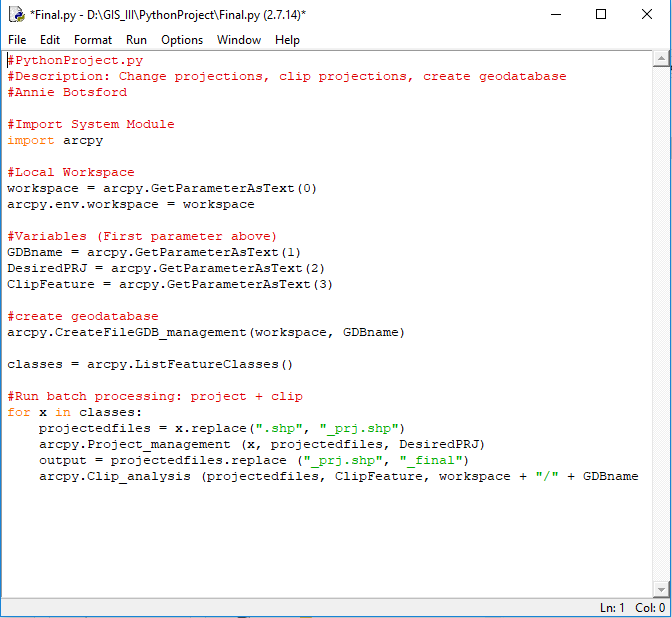 *Final.py - D:\GIS_III\PythonProject\Final.py (2.7.14)*
File Edit Format Run Options Window Help
#PythonProject.py
#Description: Change projections, clip projections, create geodatabase
#Annie Botsford
#Import System Module
import arcpy
#Local Workspace
workspace = arcpy.GetParameterAsText(0)
arcpy.env.workspace = workspace
#Variables (First parameter above)
GDBname = arcpy.GetParameterAsText(1)
DesiredPRJ = arcpy.GetParameterAsText(2)
ClipFeature = arcpy.GetParameterAsText(3)
#create geodatabase
arcpy.CreateFileGDB_management(workspace, GDBname)
classes = arcpy.ListFeatureClasses()
#Run batch processing: project + clip
for x in classes:
    projectedfiles = x.replace(".shp", "_prj.shp")
    arcpy.Project_management (x, projectedfiles, DesiredPRJ)
    output = projectedfiles.replace ("_prj.shp", "_final")
    arcpy.Clip_analysis (projectedfiles, ClipFeature, workspace + "/" + GDBname
Ln: 1 Col: 0